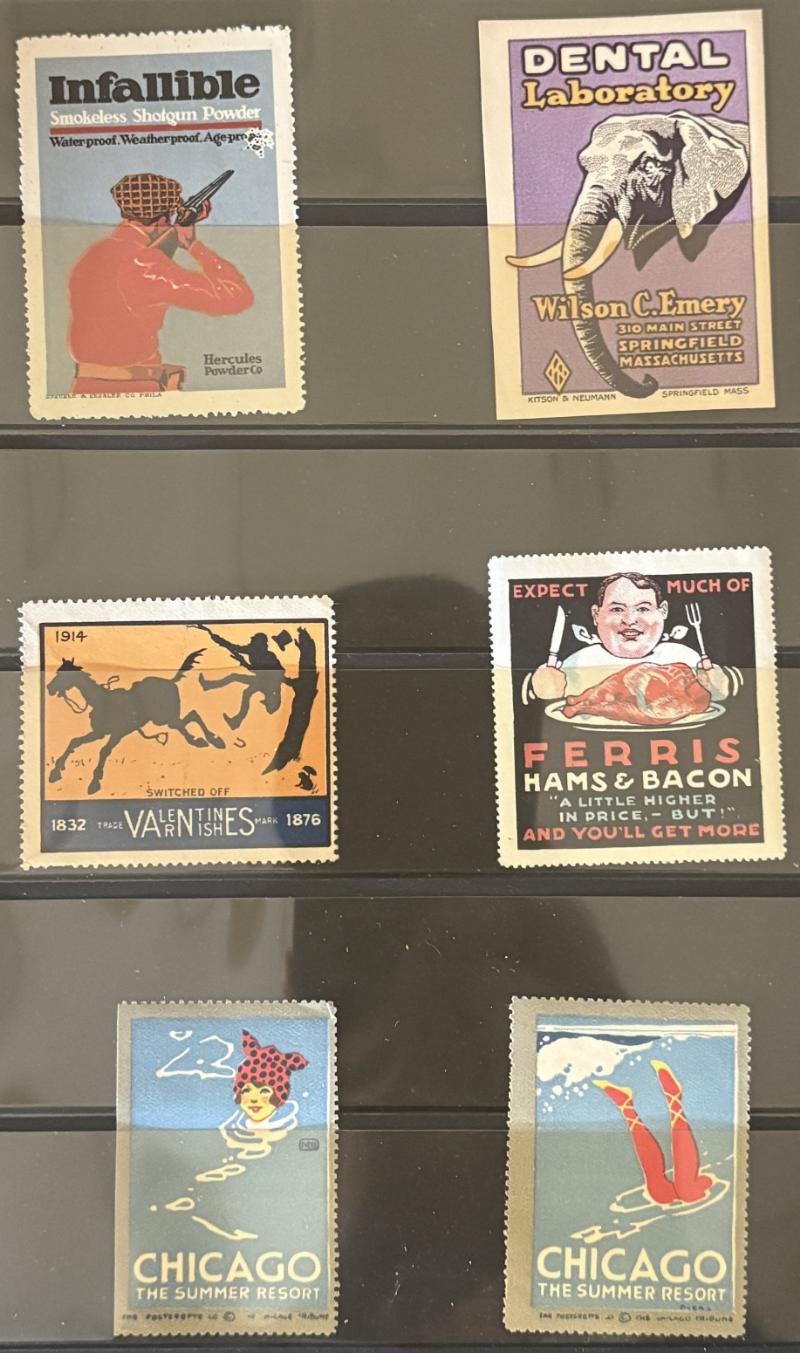 Infallible
Smokeless Shotgun Powder
Waterproof. Weatherproof. Age-pro
Hercules
Powder Co
DENTAL
Laboratory
Wilson C. Emery
310 MAIN STREET
SPRINGFIELD
MASSACHUSETTS
KITSON & NEUMANN SPRINGFIELD MASS
1914
SWITCHED OFF
1832 TRADE VALENTINES VARNISHES MARK 1876
EXPECT MUCH OF
FERRIS
HAMS & BACON
"A LITTLE HIGHER
IN PRICE, - BUT!"
AND YOU'LL GET MORE
CHICAGO
THE SUMMER RESORT
CHICAGO
THE SUMMER RESORT
THE CHICAGO TRIBUNE